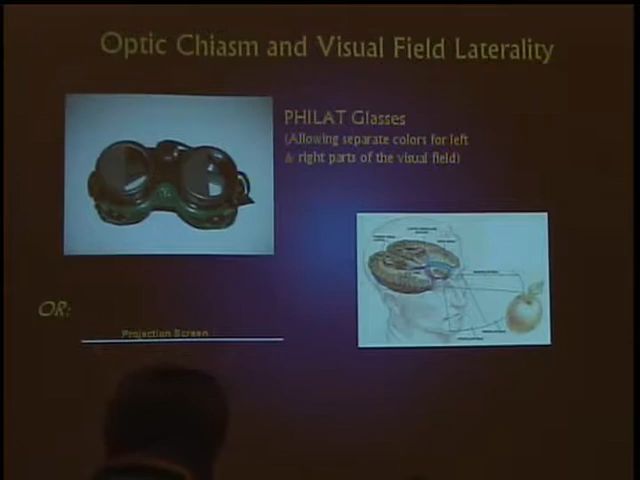 Optic Chiasm and Visual Field Laterality
PHILAT Glasses
(Allowing separate colors for left
& right parts of the visual field)
OR:
Projection Screen